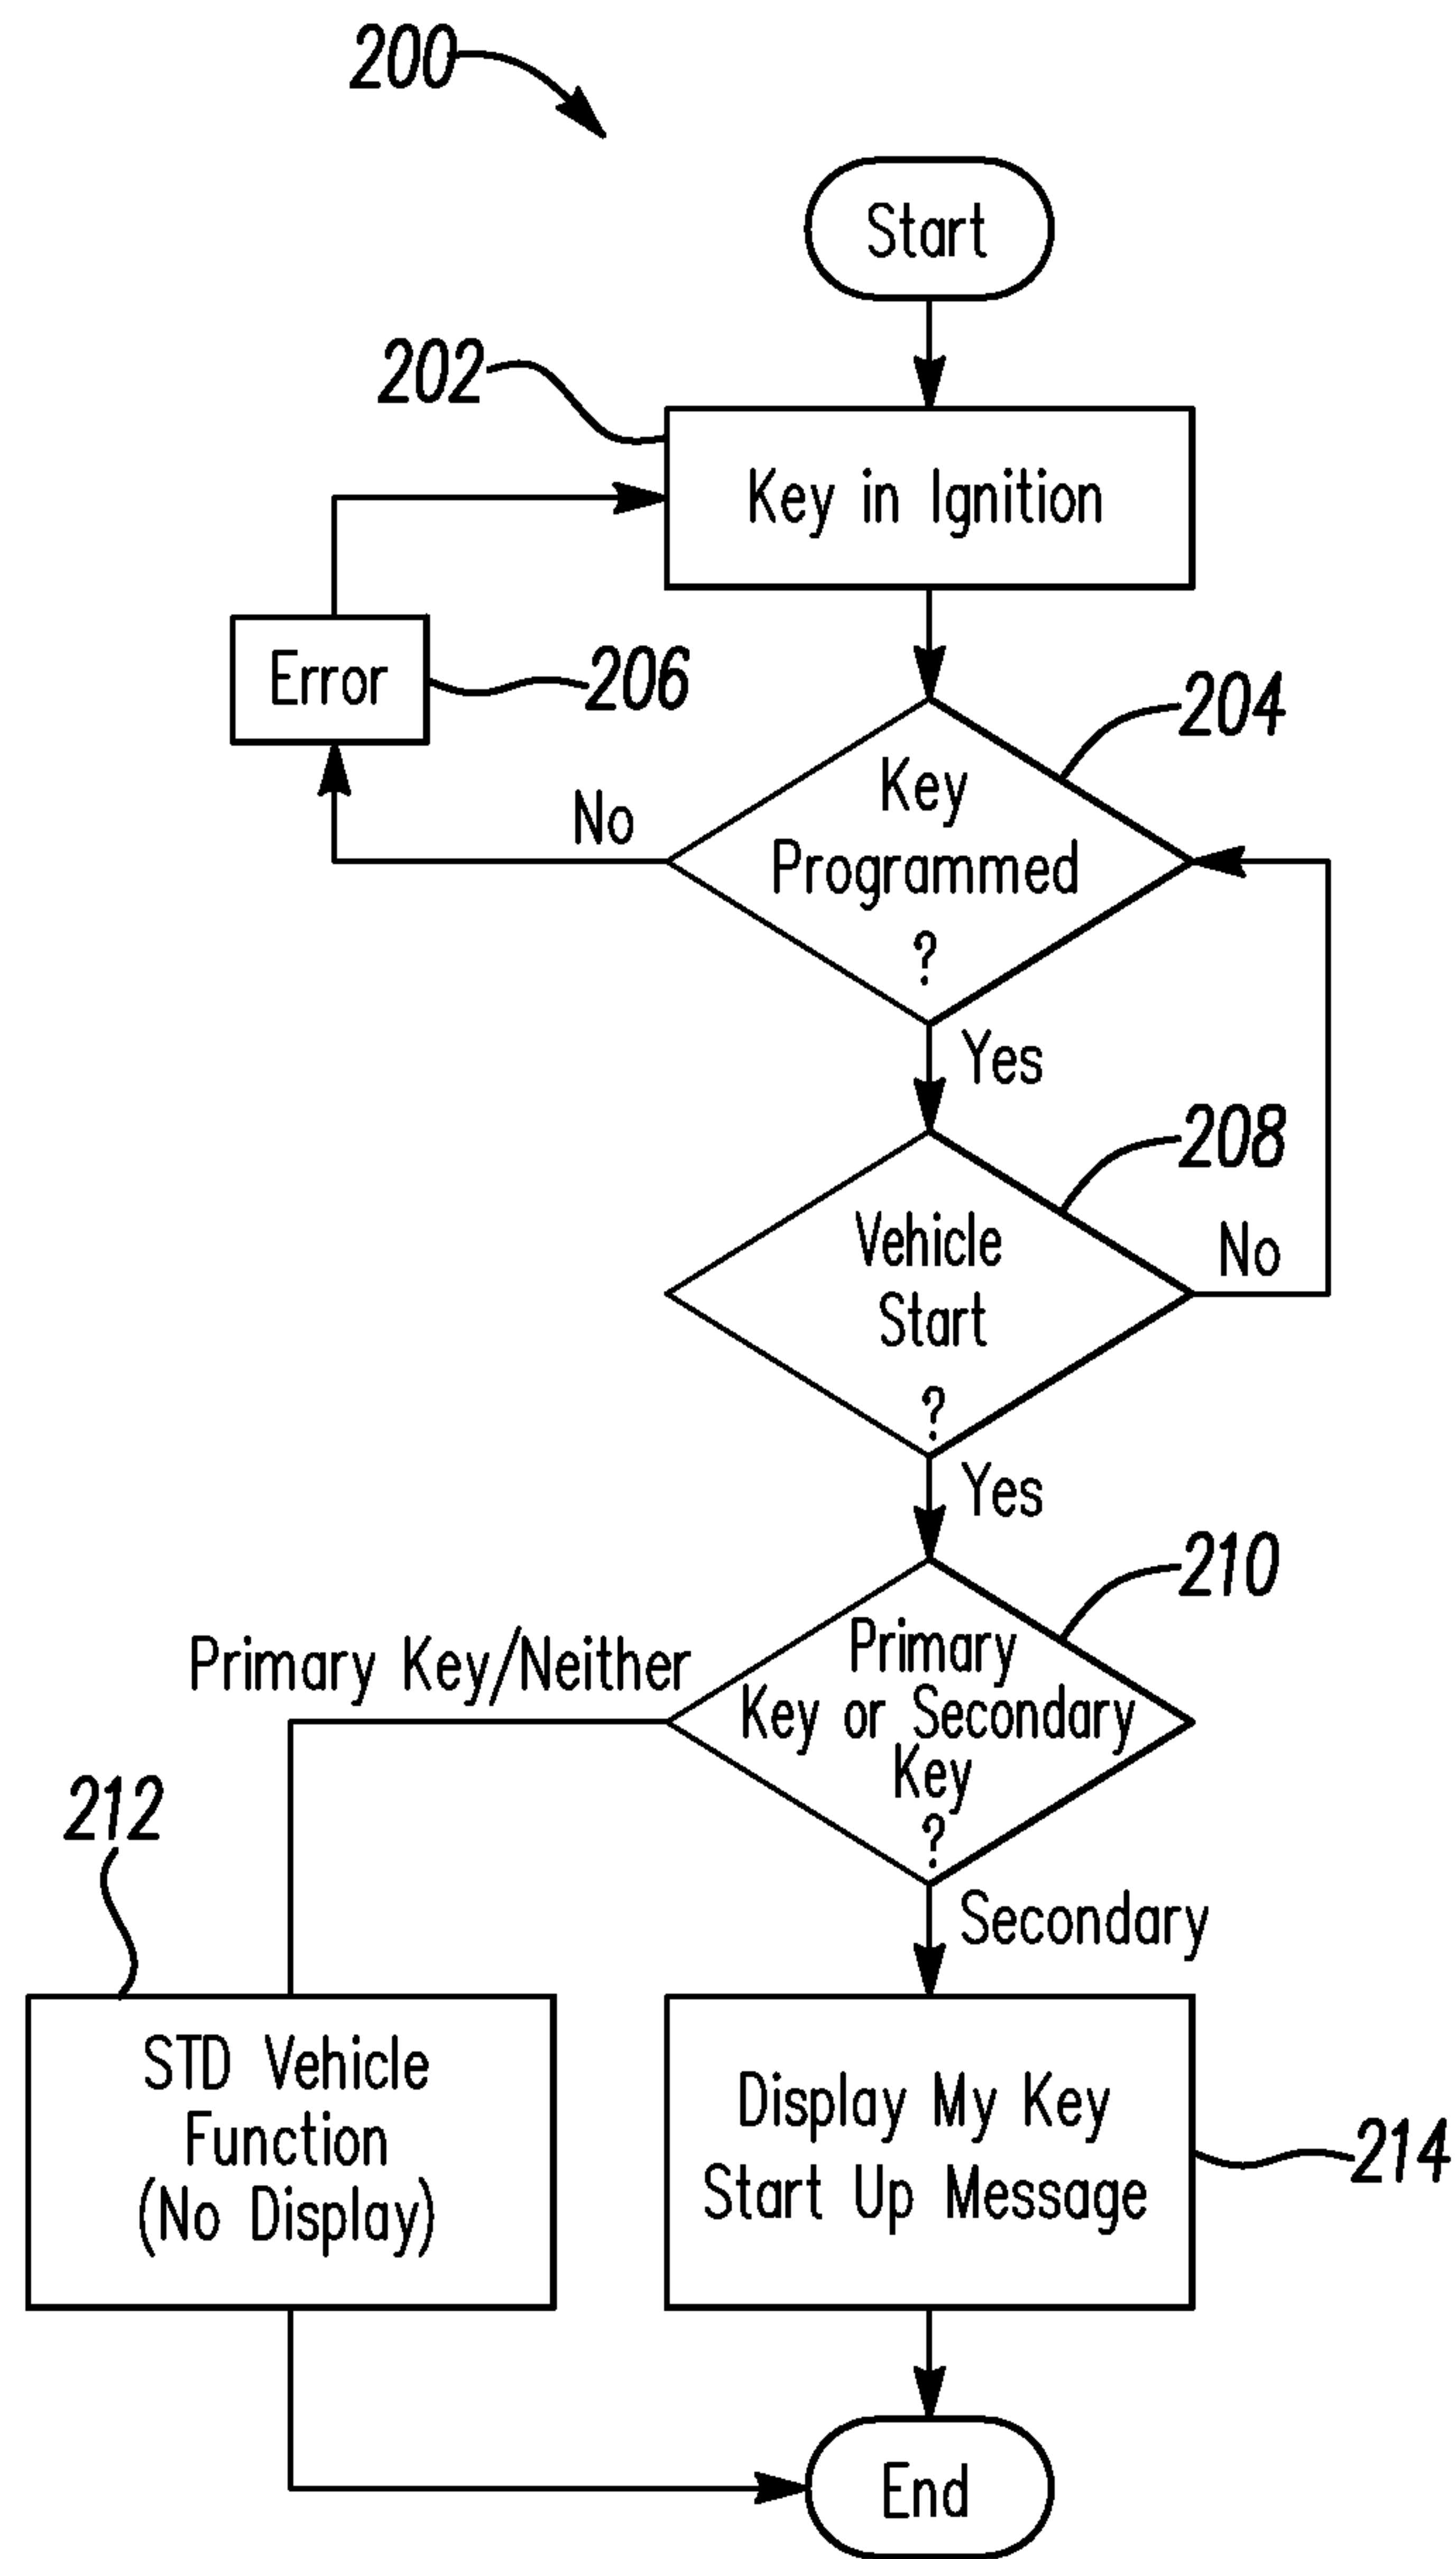 200
Start
202
Key in Ignition
Error
206
204
Key
Programmed
?
No
Yes
208
Vehicle
Start
?
No
Yes
210
Primary Key/Neither
Primary
Key or Secondary
Key
?
212
Secondary
STD Vehicle
Function
(No Display)
Display My Key
Start Up Message
214
End